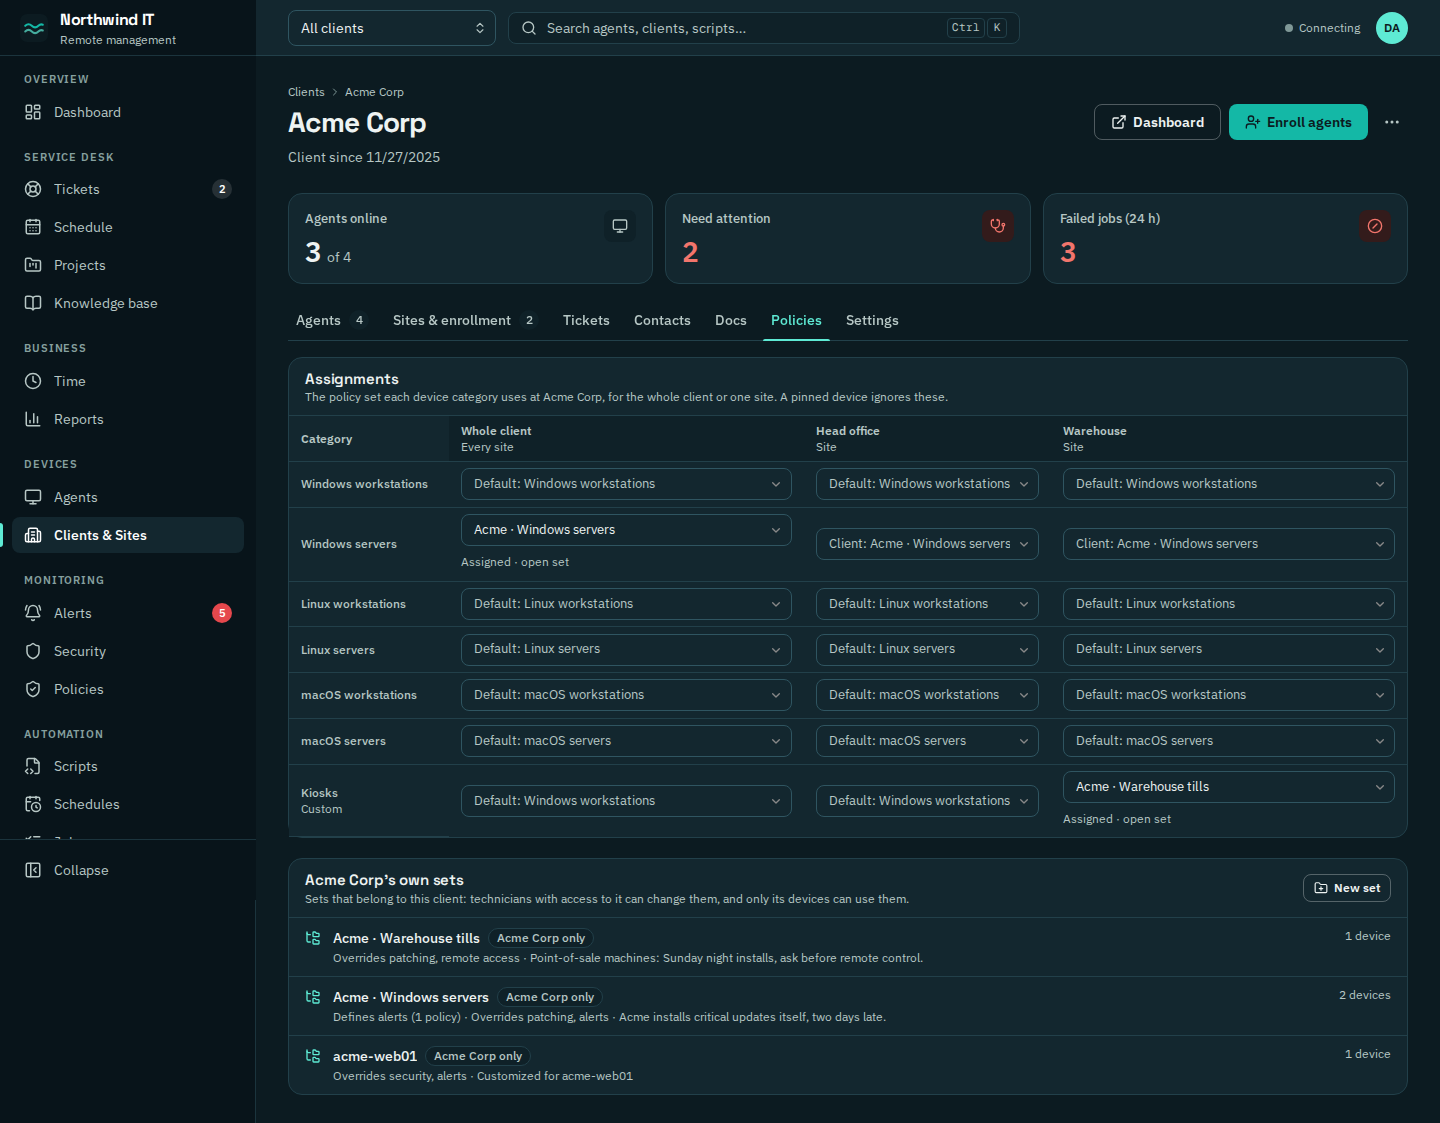 Northwind IT
Remote management
All clients
Search agents, clients, scripts...
Ctrl K
Connecting
DA
OVERVIEW
Dashboard
SERVICE DESK
Tickets 2
Schedule
Projects
Knowledge base
BUSINESS
Time
Reports
DEVICES
Agents
Clients & Sites
MONITORING
Alerts 5
Security
Policies
AUTOMATION
Scripts
Schedules
Collapse
Clients > Acme Corp
Acme Corp
Client since 11/27/2025
Dashboard
Enroll agents
Agents online
3 of 4
Need attention
2
Failed jobs (24 h)
3
Agents 4 Sites & enrollment 2 Tickets Contacts Docs Policies Settings
Assignments
The policy set each device category uses at Acme Corp, for the whole client or one site. A pinned device ignores these.
Category
Whole client
Every site
Head office
Site
Warehouse
Site
Windows workstations
Default: Windows workstations
Default: Windows workstations
Default: Windows workstations
Windows servers
Acme · Windows servers
Assigned · open set
Client: Acme · Windows servers
Client: Acme · Windows servers
Linux workstations
Default: Linux workstations
Default: Linux workstations
Default: Linux workstations
Linux servers
Default: Linux servers
Default: Linux servers
Default: Linux servers
macOS workstations
Default: macOS workstations
Default: macOS workstations
Default: macOS workstations
macOS servers
Default: macOS servers
Default: macOS servers
Default: macOS servers
Kiosks
Custom
Default: Windows workstations
Default: Windows workstations
Acme · Warehouse tills
Assigned · open set
Acme Corp's own sets
Sets that belong to this client: technicians with access to it can change them, and only its devices can use them.
New set
Acme · Warehouse tills Acme Corp only
1 device
Overrides patching, remote access · Point-of-sale machines: Sunday night installs, ask before remote control.
Acme · Windows servers Acme Corp only
2 devices
Defines alerts (1 policy) · Overrides patching, alerts · Acme installs critical updates itself, two days late.
acme-web01 Acme Corp only
1 device
Overrides security, alerts · Customized for acme-web01